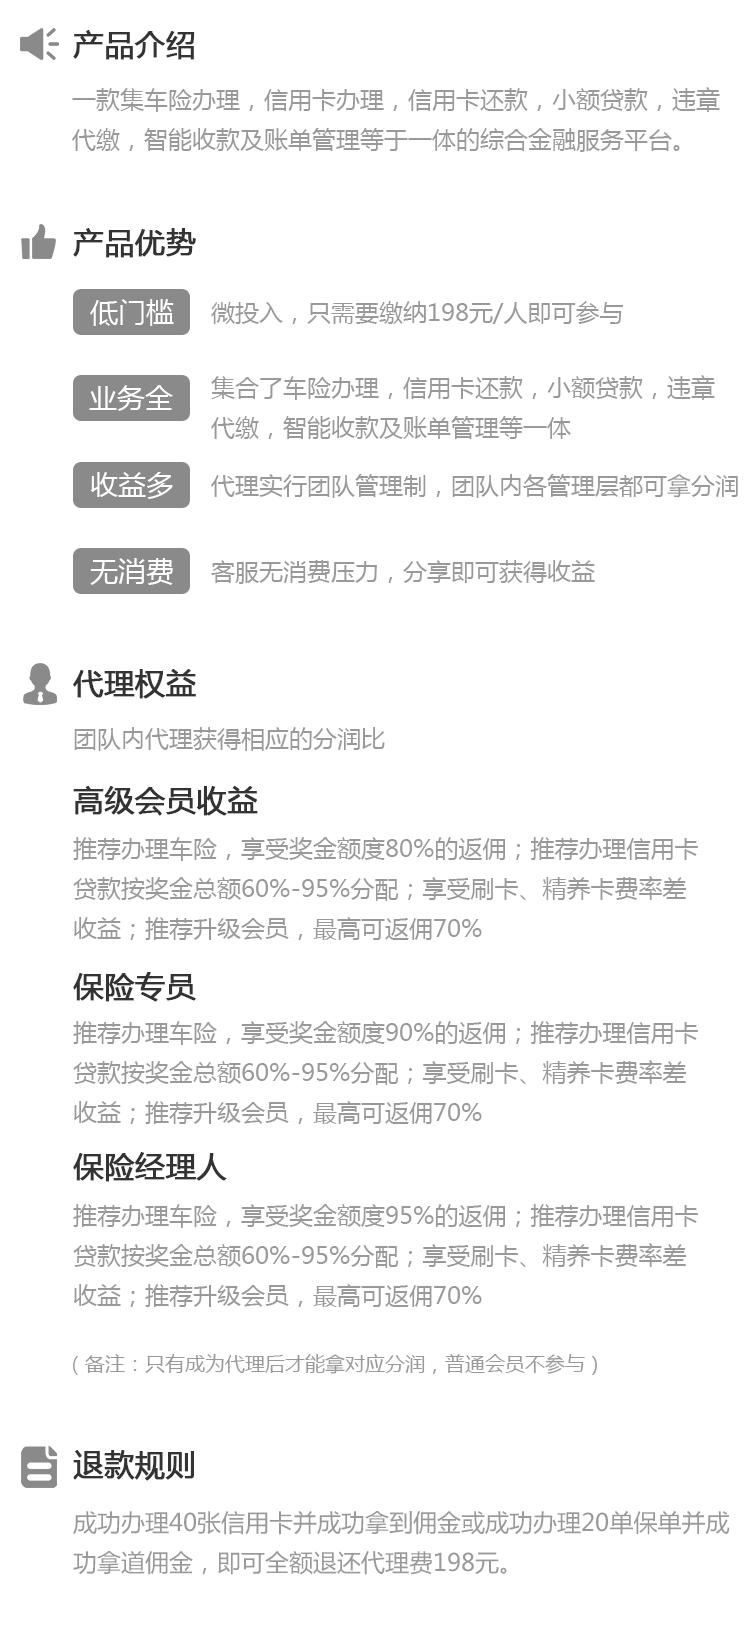 产品介绍
一款集车险办理，信用卡办理，信用卡还款，小额贷款，违章
代缴，智能收款及账单管理等于一体的综合金融服务平台。
产品优势
低门槛
微投入，只需要缴纳198元/人即可参与
业务全
集合了车险办理，信用卡还款，小额贷款，违章
代缴，智能收款及账单管理等一体
收益多
代理实行团队管理制，团队内各管理层都可拿分润
无消费
客服无消费压力，分享即可获得收益
代理权益
团队内代理获得相应的分润比
高级会员收益
推荐办理车险，享受奖金额度80%的返佣；推荐办理信用卡
贷款按奖金总额60%-95%分配；享受刷卡、精养卡费率差
收益；推荐升级会员，最高可返佣70%
保险专员
推荐办理车险，享受奖金额度90%的返佣；推荐办理信用卡
贷款按奖金总额60%-95%分配；享受刷卡、精养卡费率差
收益；推荐升级会员，最高可返佣70%
保险经理人
推荐办理车险，享受奖金额度95%的返佣；推荐办理信用卡
贷款按奖金总额60%-95%分配；享受刷卡、精养卡费率差
收益；推荐升级会员，最高可返佣70%
（备注：只有成为代理后才能拿对应分润，普通会员不参与）
退款规则
成功办理40张信用卡并成功拿到佣金或成功办理20单保单并成
功拿道佣金，即可全额退还代理费198元。